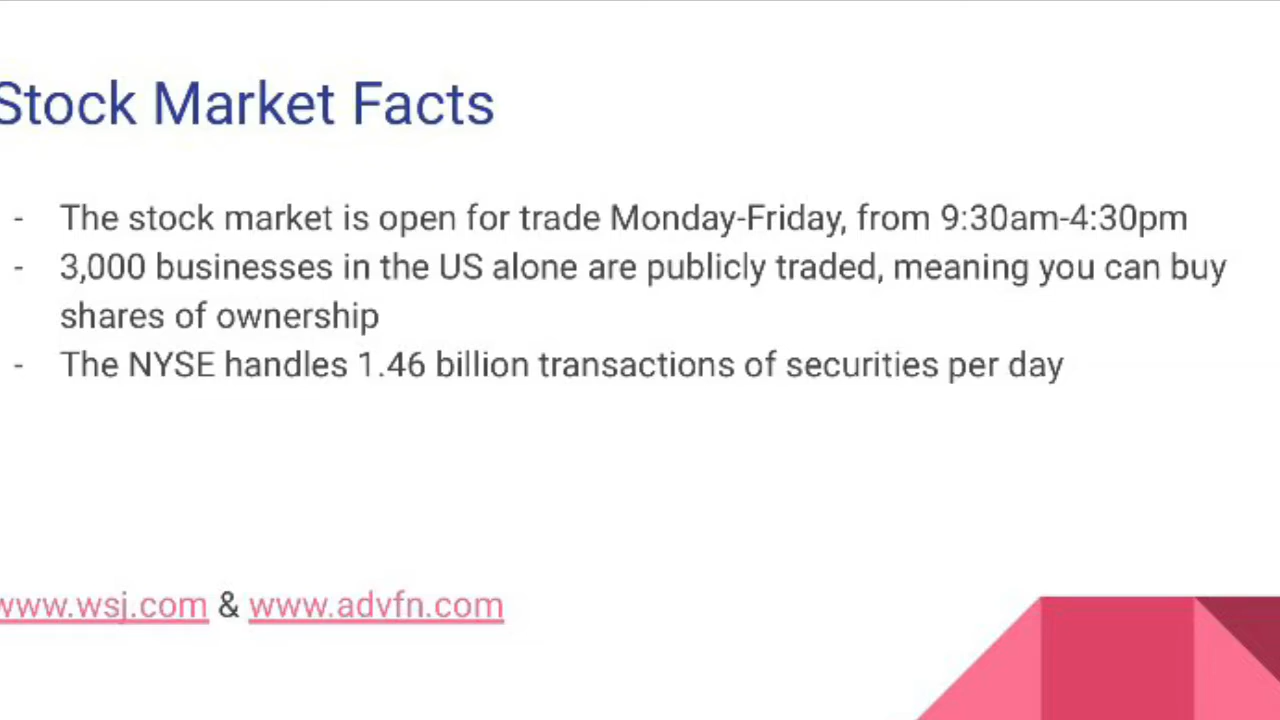 Stock Market Facts
- The stock market is open for trade Monday-Friday, from 9:30am-4:30pm
- 3,000 businesses in the US alone are publicly traded, meaning you can buy
shares of ownership
- The NYSE handles 1.46 billion transactions of securities per day
www.wsj.com & www.advfn.com